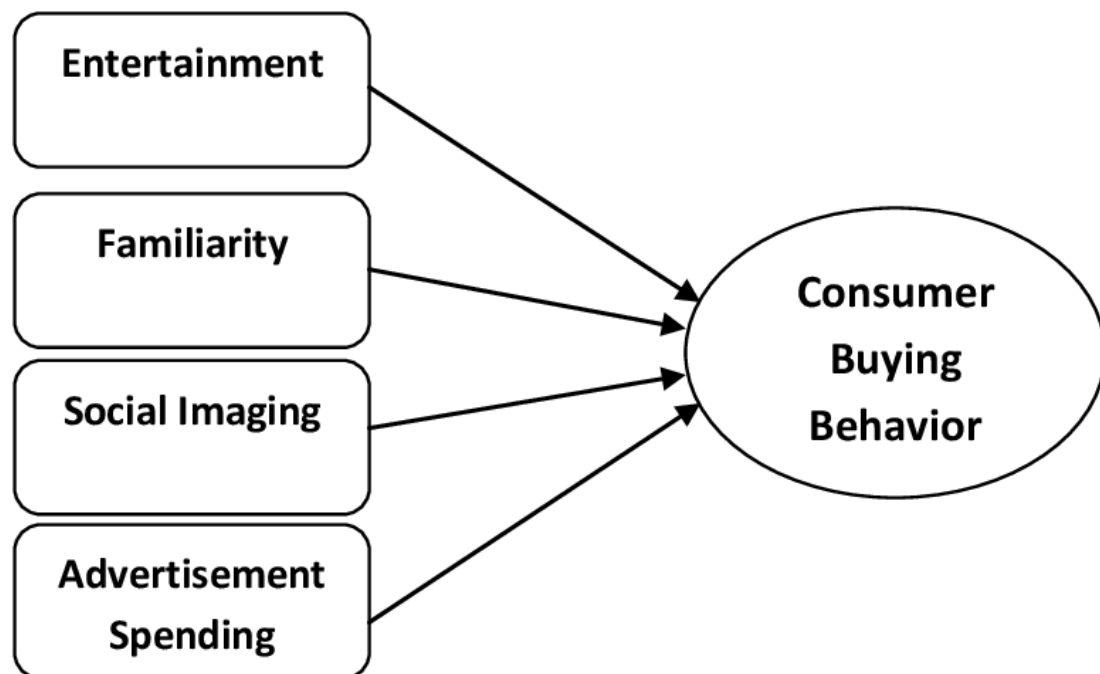 Entertainment
Familiarity
Social Imaging
Advertisement
Spending
Consumer
Buying
Behavior